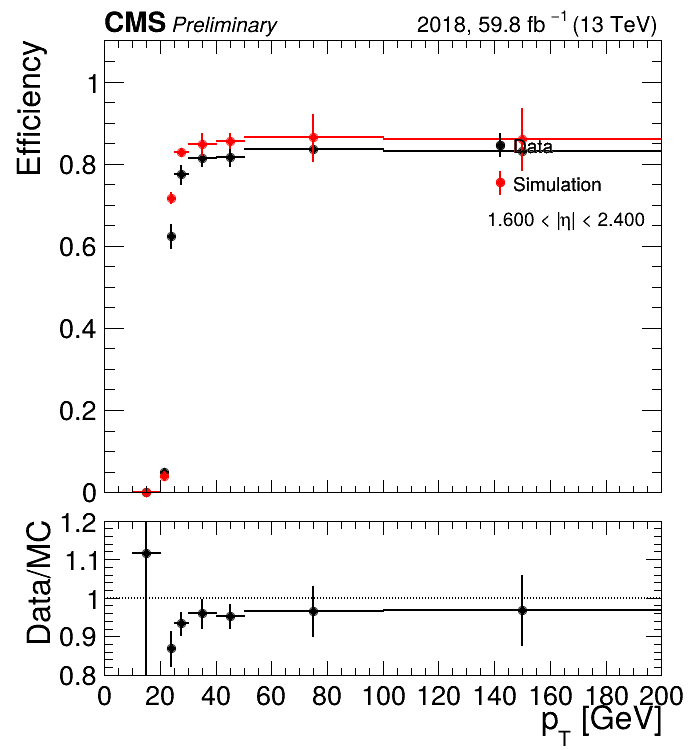 CMS Preliminary 2018, 59.8 fb⁻¹ (13 TeV)
Efficiency
1
0.8
0.6
0.4
0.2
0
Data
Simulation
1.600 < |η| < 2.400
Data/MC
1.2
1.1
1
0.9
0.8
0 20 40 60 80 100 120 140 160 180 200
p_T [GeV]